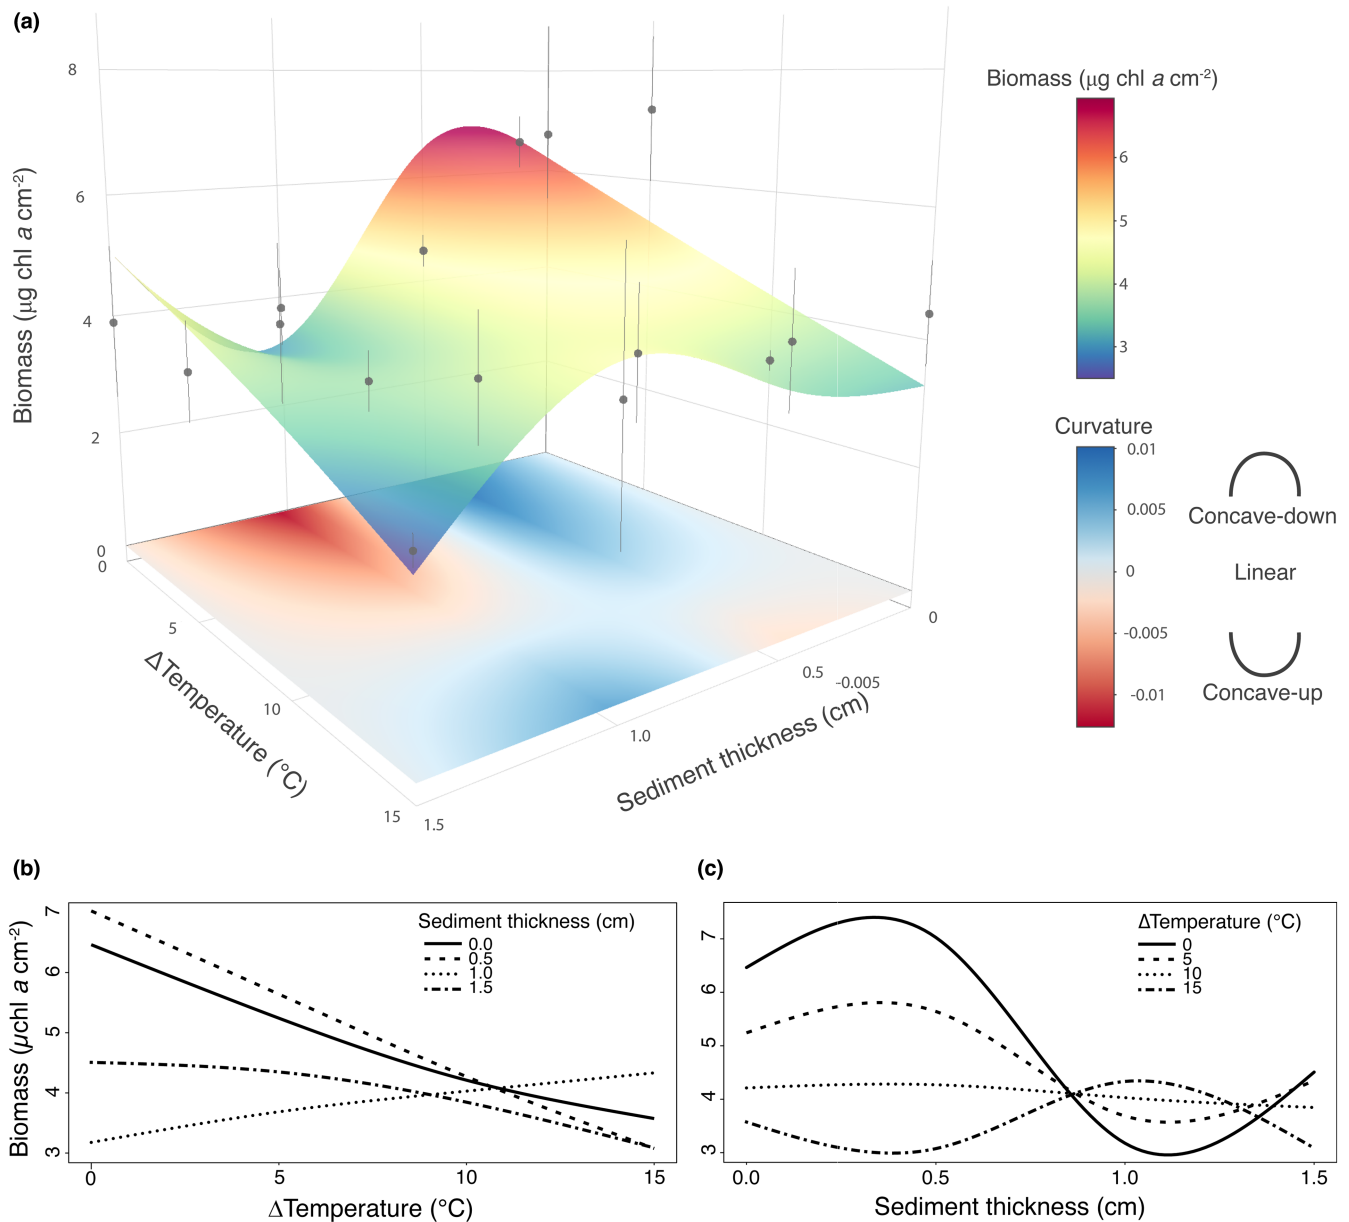 (a)
8
6
4
2
0
0
Biomass (μg chl a cm-2)
5
10
15
ΔTemperature (°C)
1.5
1.0
0.5
-0.005
0
Sediment thickness (cm)
Biomass (μg chl a cm-2)
6
5
4
3
Curvature
0.01
0.005
0
-0.005
-0.01
Concave-down
Linear
Concave-up
(b)
Biomass (μchl a cm-2)
7
6
5
4
3
Sediment thickness (cm)
0.0
0.5
1.0
1.5
0 5 10 15
ΔTemperature (°C)
(c)
7
6
5
4
3
ΔTemperature (°C)
0
5
10
15
0.0 0.5 1.0 1.5
Sediment thickness (cm)